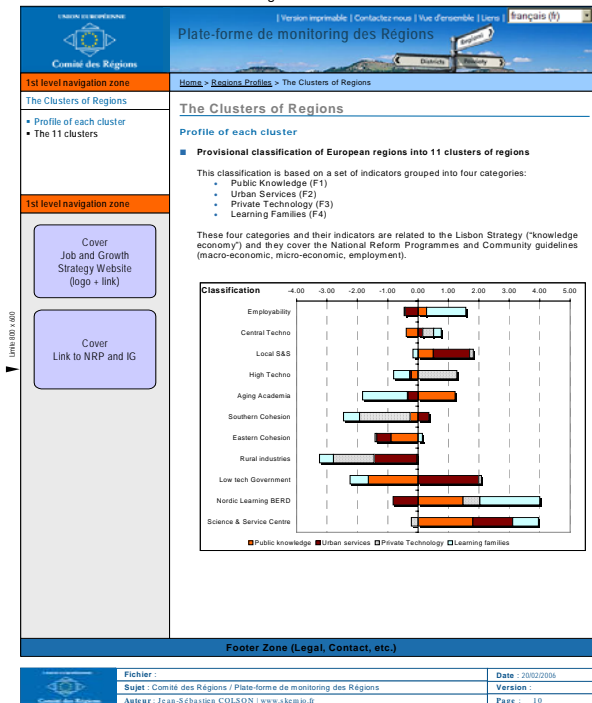 UNION EUROPÉENNE
Comité des Régions
| Version imprimable | Contactez-nous | Vue d'ensemble | Liens |
français (fr)
Plate-forme de monitoring des Régions
Regions
Districts
1st level navigation zone
Home > Regions Profiles > The Clusters of Regions
The Clusters of Regions
Profile of each cluster
The 11 clusters
1st level navigation zone
Cover
Job and Growth
Strategy Website
(logo + link)
Cover
Link to NRP and IG
Limite 800 x 600
The Clusters of Regions
Profile of each cluster
Provisional classification of European regions into 11 clusters of regions
This classification is based on a set of indicators grouped into four categories:
Public Knowledge (F1)
Urban Services (F2)
Private Technology (F3)
Learning Families (F4)
These four categories and their indicators are related to the Lisbon Strategy ("knowledge
economy") and they cover the National Reform Programmes and Community guidelines
(macro-economic, micro-economic, employment).
Classification -4.00 -3.00 -2.00 -1.00 0.00 1.00 2.00 3.00 4.00 5.00
Employability
Central Techno
Local S&S
High Techno
Aging Academia
Southern Cohesion
Eastern Cohesion
Rural industries
Low tech Government
Nordic Learning BERD
Science & Service Centre
Public knowledge Urban services Private Technology Learning families
Footer Zone (Legal, Contact, etc.)
Comité des Régions
Fichier :
Date : 20/02/2006
Sujet : Comité des Régions / Plate-forme de monitoring des Régions
Version :
Auteur : Jean-Sébastien COLSON | www.skemio.fr
Page : 10